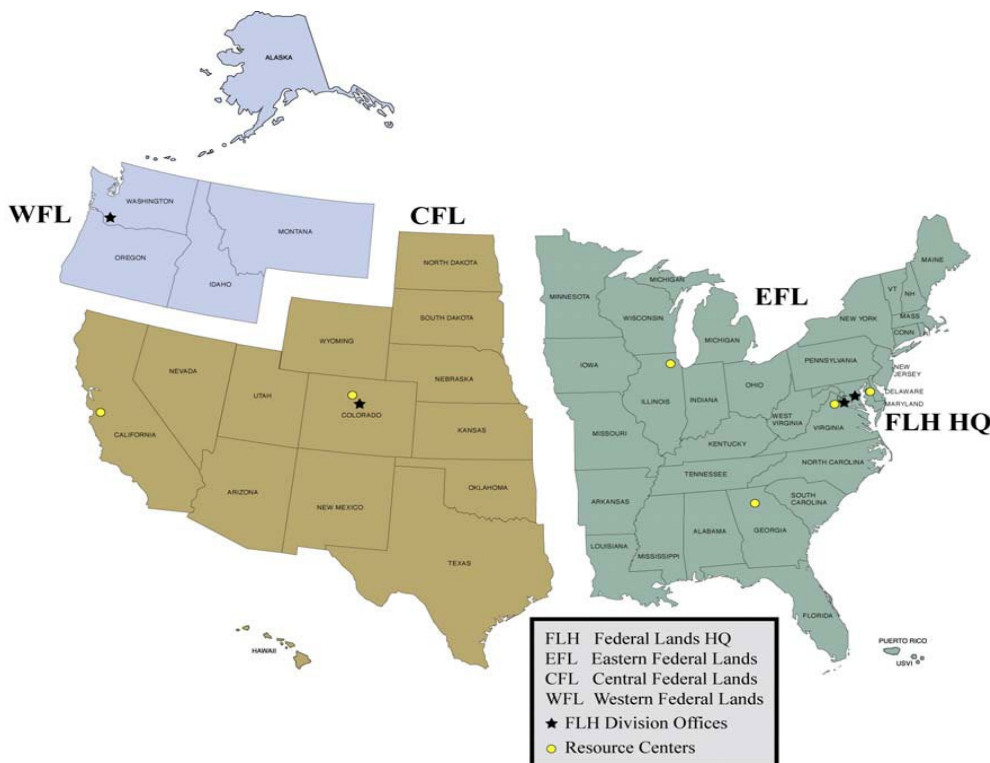 ALASKA
WFL
WASHINGTON
OREGON
IDAHO
MONTANA
CFL
NORTH DAKOTA
SOUTH DAKOTA
WYOMING
NEBRASKA
NEVADA
UTAH
COLORADO
KANSAS
CALIFORNIA
ARIZONA
NEW MEXICO
OKLAHOMA
TEXAS
HAWAII
EFL
MINNESOTA
WISCONSIN
MICHIGAN
MICHIGAN
IOWA
ILLINOIS
INDIANA
OHIO
MISSOURI
KENTUCKY
WEST
VIRGINIA
VIRGINIA
PENNSYLVANIA
NEW YORK
VT
NH
MAINE
MASS
CONN
NEW
JERSEY
DELAWARE
MARYLAND
FLH HQ
TENNESSEE
NORTH CAROLINA
SOUTH
CAROLINA
ARKANSAS
LOUISIANA
MISSISSIPPI
ALABAMA
GEORGIA
FLORIDA
PUERTO RICO
USVI
FLH Federal Lands HQ
EFL Eastern Federal Lands
CFL Central Federal Lands
WFL Western Federal Lands
FLH Division Offices
Resource Centers